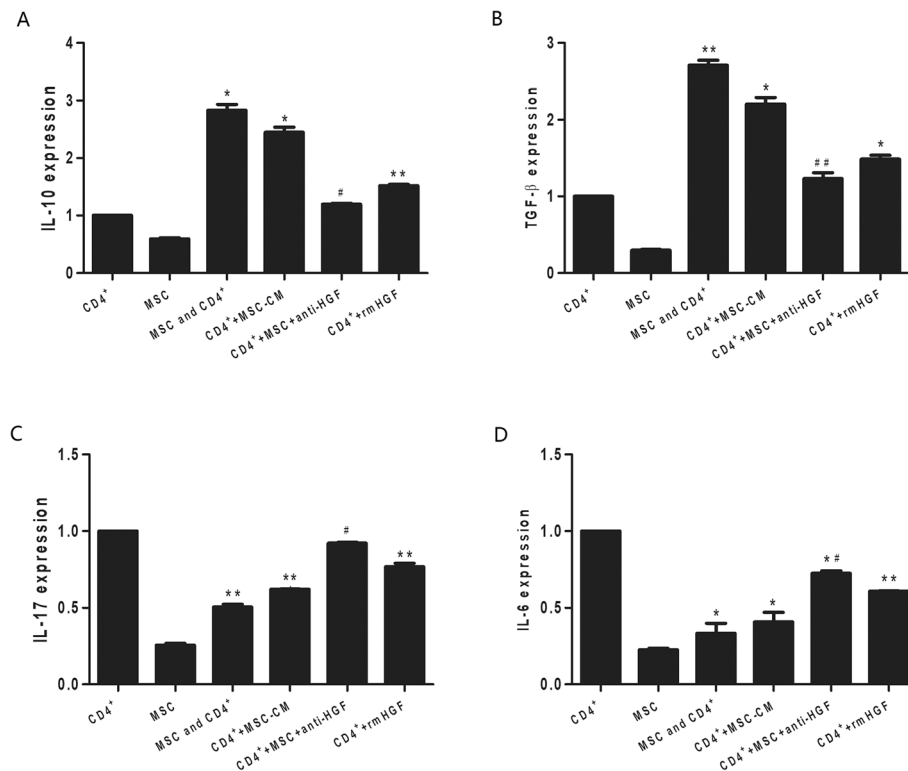 A
IL-10 expression
4
3
2
1
0
*
*
#
**
CD4⁺
MSC
MSC and CD4⁺
CD4⁺+MSC-CM
CD4⁺+MSC+anti-HGF
CD4⁺+rmHGF
B
TGF-β expression
3
2
1
0
**
*
##
*
CD4⁺
MSC
MSC and CD4⁺
CD4⁺+MSC-CM
CD4⁺+MSC+anti-HGF
CD4⁺+rmHGF
C
IL-17 expression
1.5
1.0
0.5
0.0
**
**
#
**
CD4⁺
MSC
MSC and CD4⁺
CD4⁺+MSC-CM
CD4⁺+MSC+anti-HGF
CD4⁺+rmHGF
D
IL-6 expression
1.5
1.0
0.5
0.0
*
*
*#
**
CD4⁺
MSC
MSC and CD4⁺
CD4⁺+MSC-CM
CD4⁺+MSC+anti-HGF
CD4⁺+rmHGF